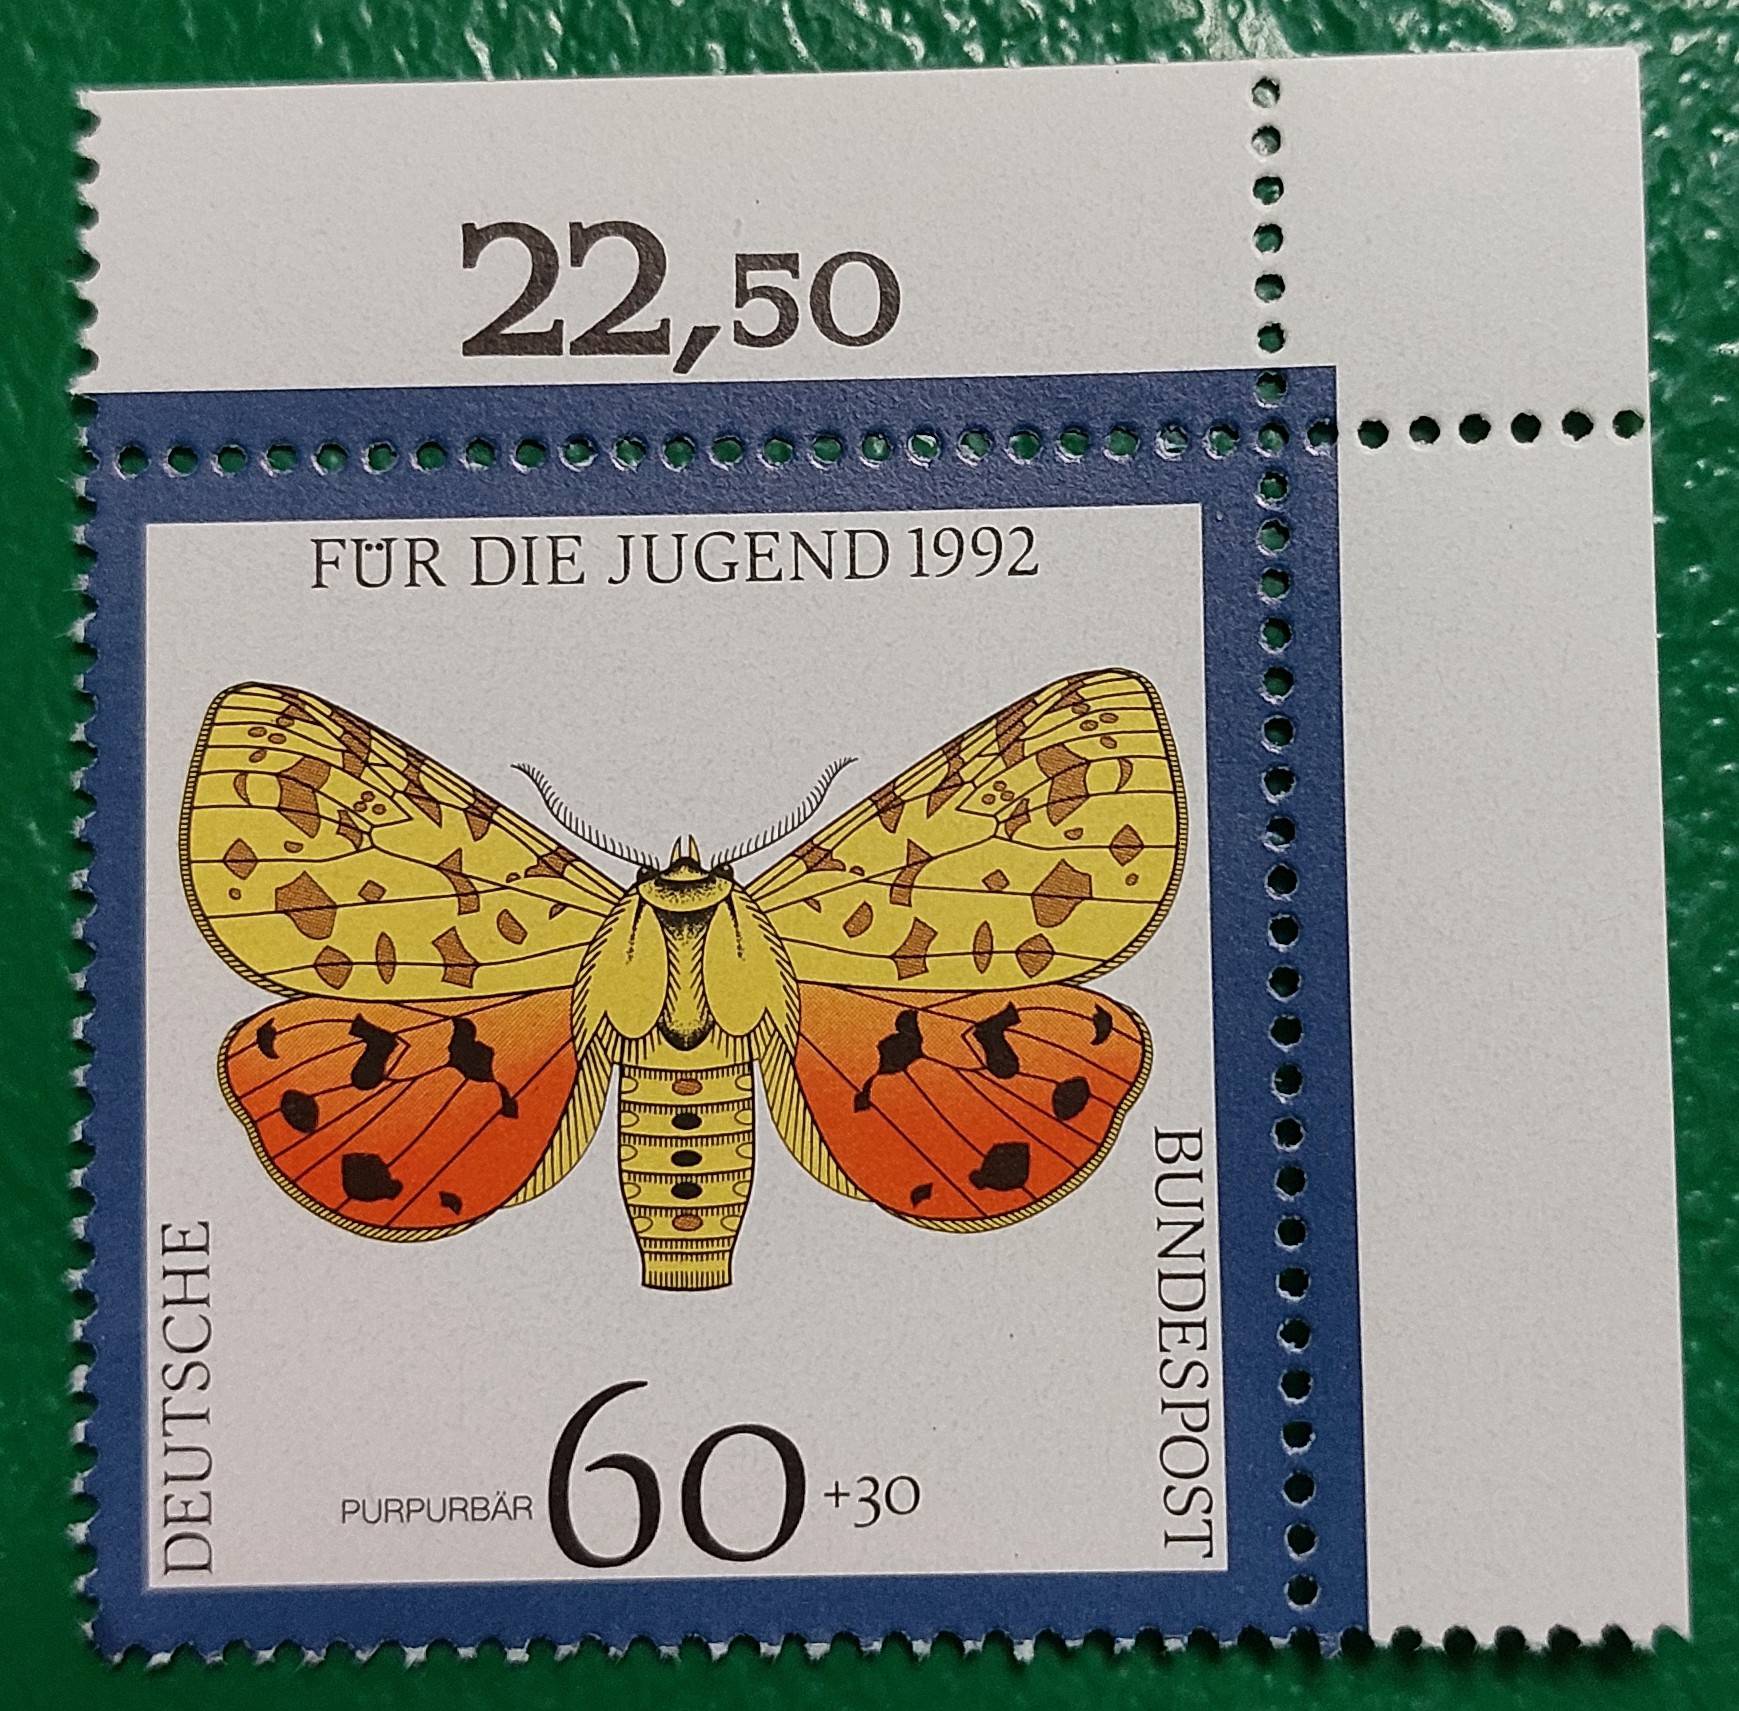 22,50
FÜR DIE JUGEND 1992
DEUTSCHE
BUNDESPOST
PURPURBÄR 60 +30